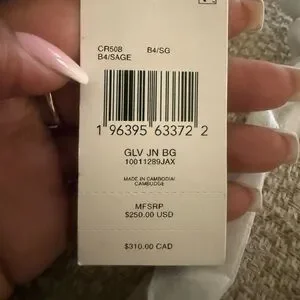 CR508 B4/SG
B4/SAGE
1 96395 63372 2
GLV JN BG
10011289JAX
MADE IN CAMBODIA/
CAMBODGE
MFSRP
$250.00 USD
$310.00 CAD